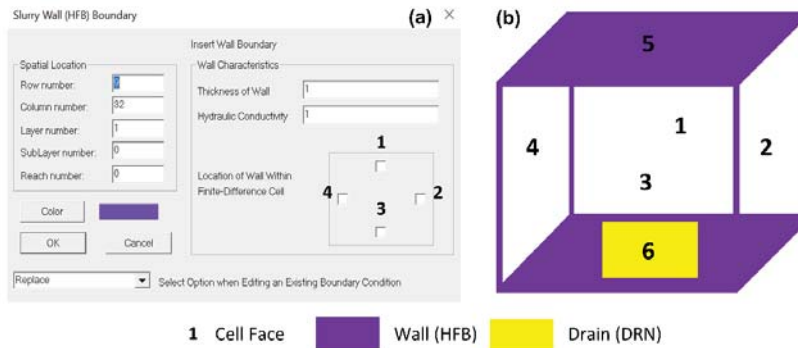 Slurry Wall (HFB) Boundary
(a)
Insert Wall Boundary
Spatial Location
Row number:
Column number:
32
Layer number:
1
SubLayer number:
0
Reach number:
0
Color
OK
Cancel
Wall Characteristics
Thickness of Wall
1
Hydraulic Conductivity
1
Location of Wall Within
Finite-Difference Cell
1
4
2
3
Replace
Select Option when Editing an Existing Boundary Condition
(b)
5
4
1
2
3
6
1 Cell Face
Wall (HFB)
Drain (DRN)